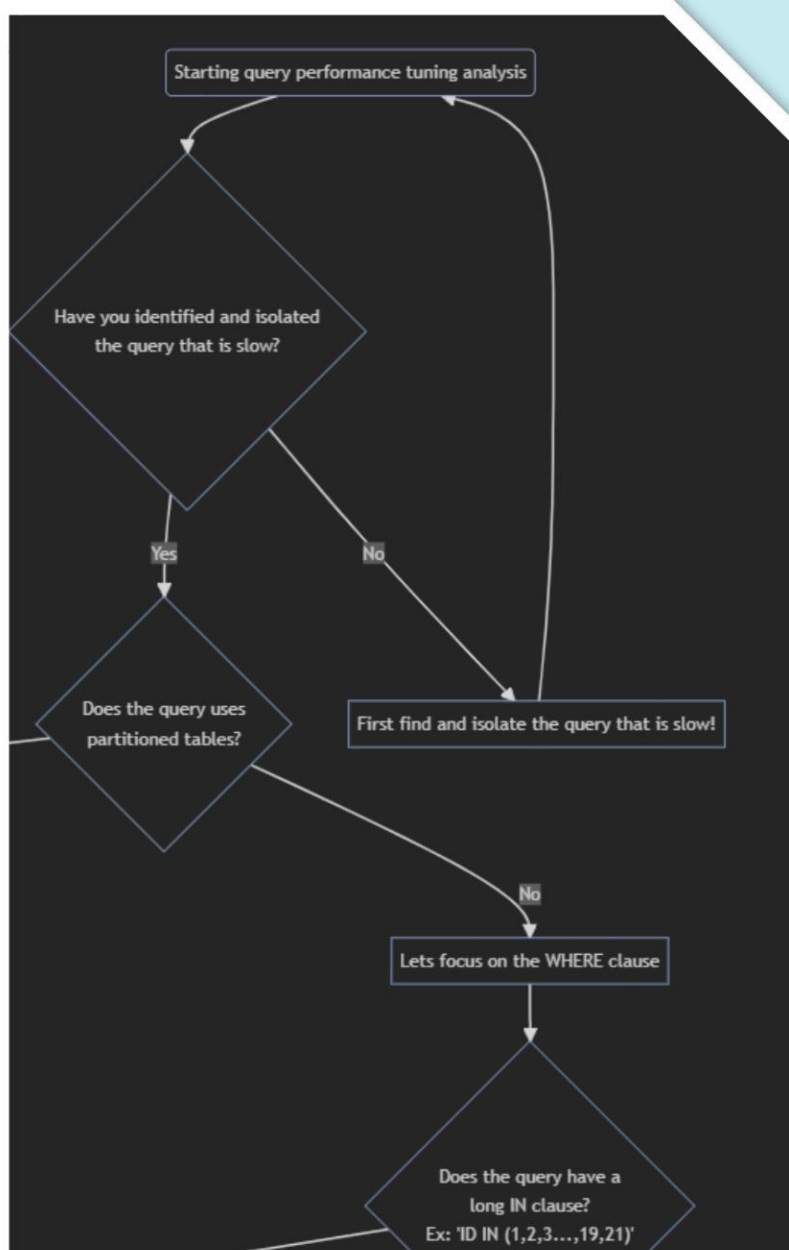 Starting query performance tuning analysis
Have you identified and isolated
the query that is slow?
Yes
No
Does the query uses
partitioned tables?
First find and isolate the query that is slow!
No
Lets focus on the WHERE clause
Does the query have a
long IN clause?
Ex: 'ID IN (1,2,3...,19,21)'